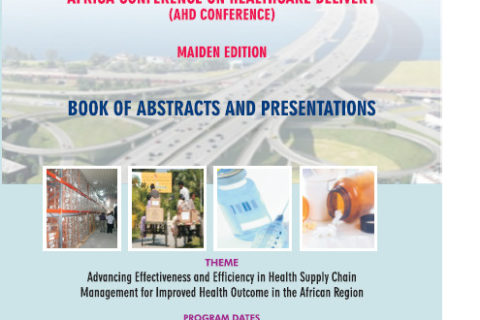 AFRICA CONFERENCE ON HEALTHCARE DELIVERY
(AHD CONFERENCE)
MAIDEN EDITION
BOOK OF ABSTRACTS AND PRESENTATIONS
THEME
Advancing Effectiveness and Efficiency in Health Supply Chain
Management for Improved Health Outcome in the African Region
PROGRAM DATES